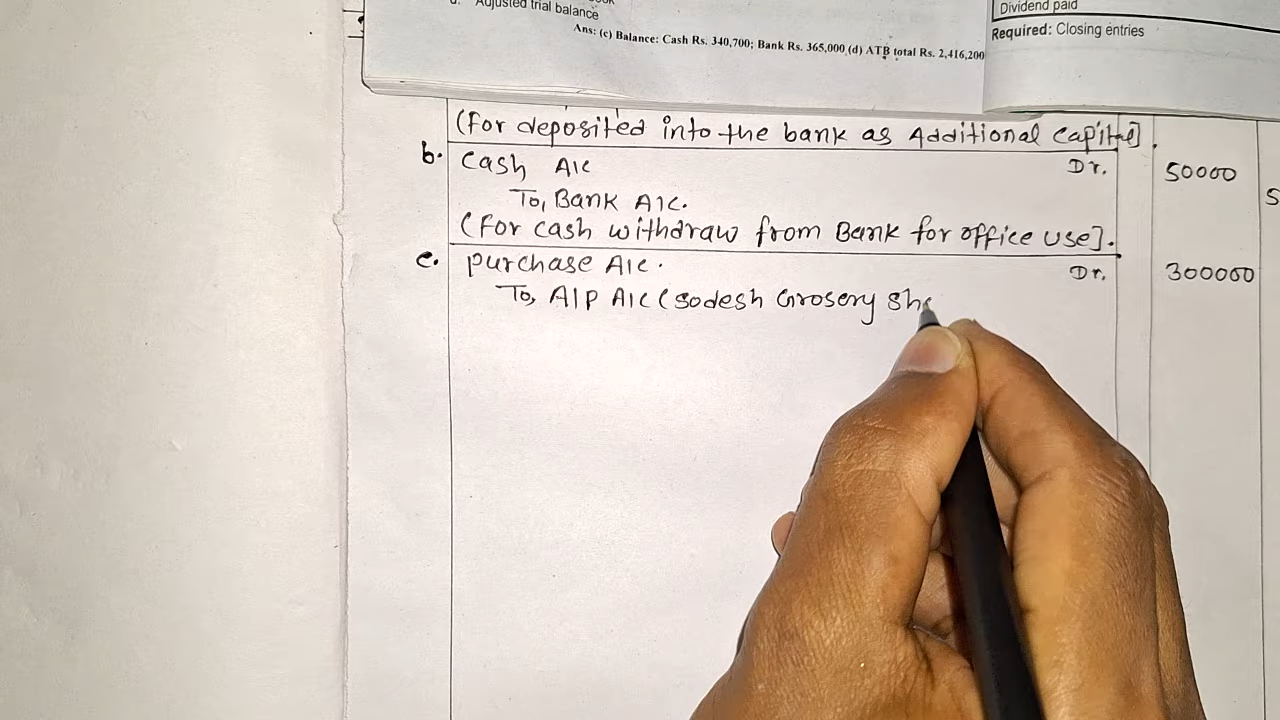 Adjusted trial balance
Ans: (c) Balance: Cash Rs. 340,700; Bank Rs. 365,000 (d) ATB total Rs. 2,416,200
Dividend paid
Required: Closing entries
(For deposited into the bank as Additional capital].
b. Cash A/C Dr. 50000
To, Bank A/C.
(For cash withdraw from Bank for office use].
c. purchase A/C. Dr. 300000
To, A/P A/C (Sodesh Grosery Sh